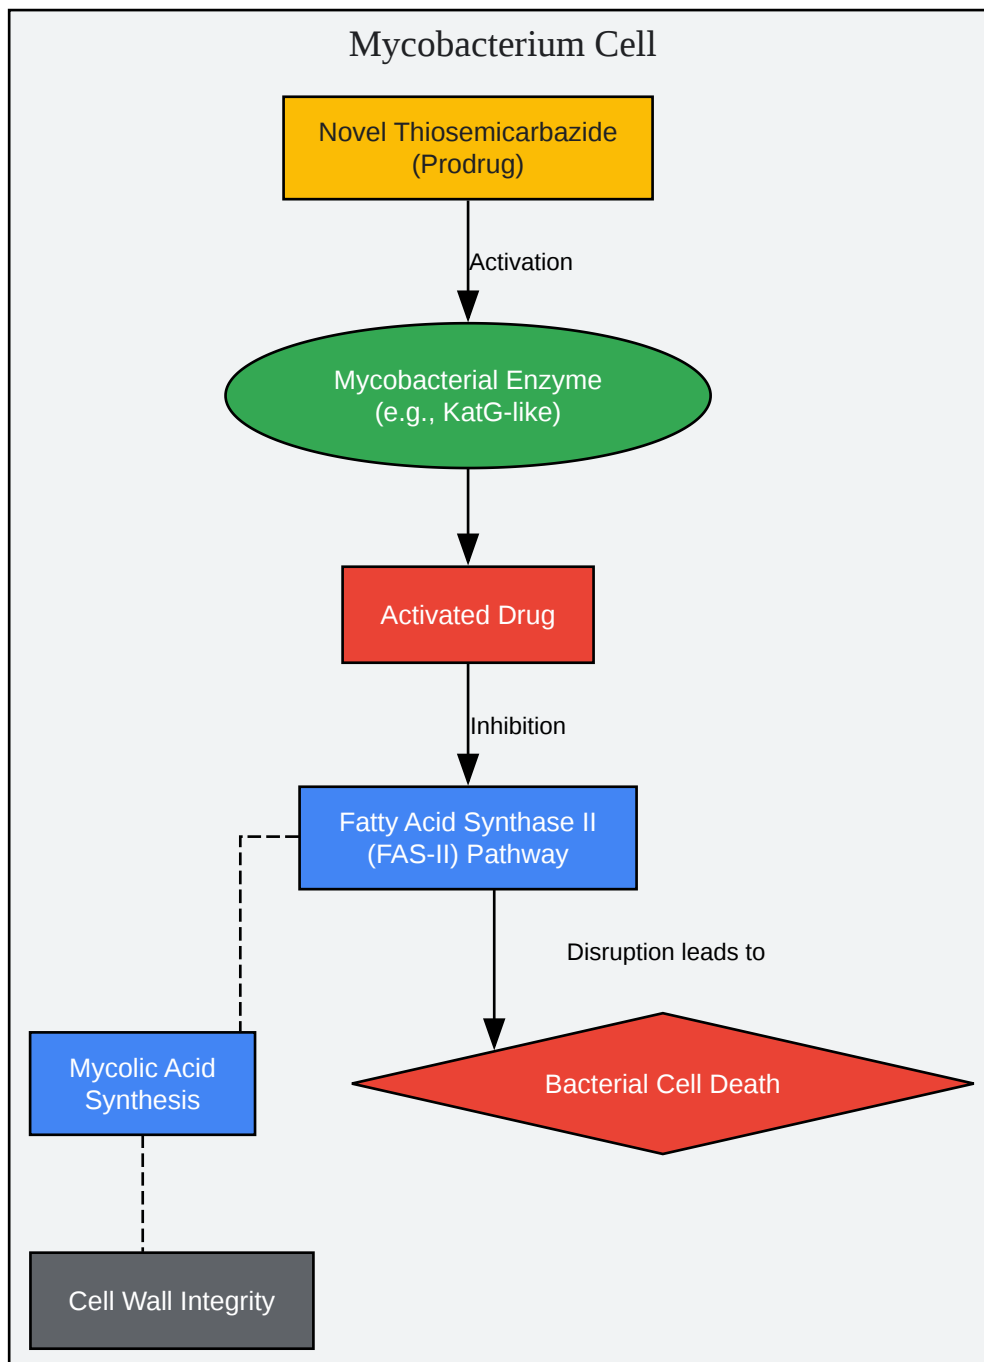 Mycobacterium Cell
Novel Thiosemicarbazide
(Prodrug)
Activation
Mycobacterial Enzyme
(e.g., KatG-like)
Activated Drug
Inhibition
Fatty Acid Synthase II
(FAS-II) Pathway
Disruption leads to
Mycolic Acid
Synthesis
Bacterial Cell Death
Cell Wall Integrity